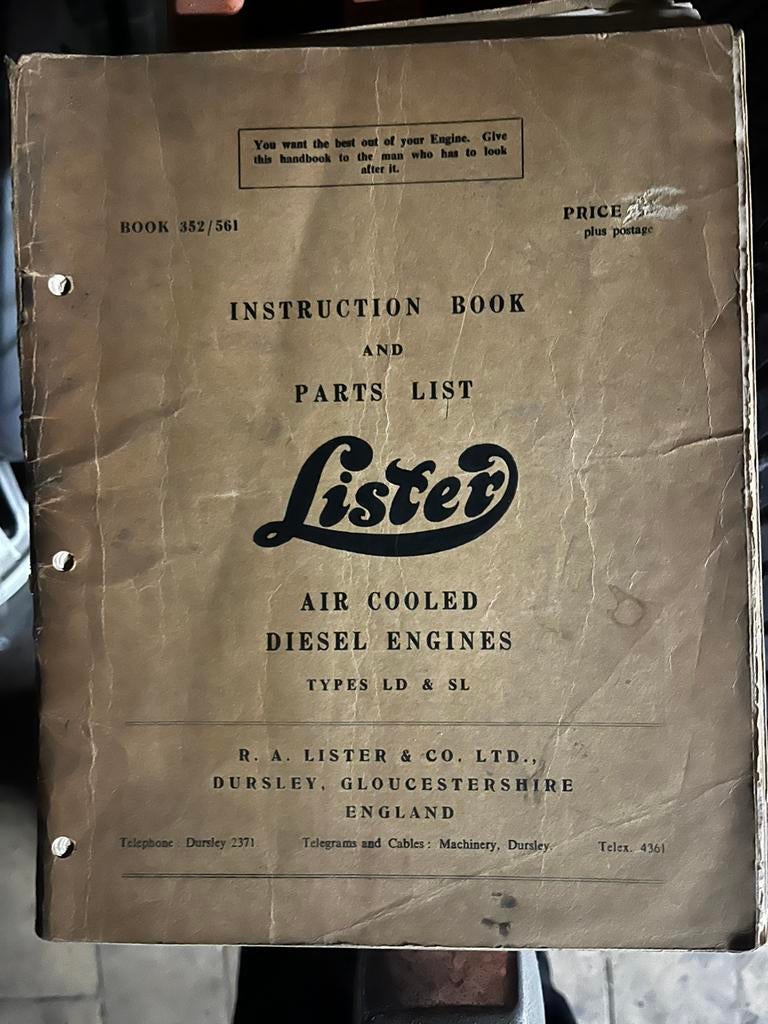 You want the best out of your Engine. Give
this handbook to the man who has to look
after it.
BOOK 352/561
PRICE
plus postage
INSTRUCTION BOOK
AND
PARTS LIST
Lister
AIR COOLED
DIESEL ENGINES
TYPES LD & SL
R. A. LISTER & CO. LTD.,
DURSLEY, GLOUCESTERSHIRE
ENGLAND
Telephone : Dursley 2371 Telegrams and Cables : Machinery, Dursley. Telex. 4361